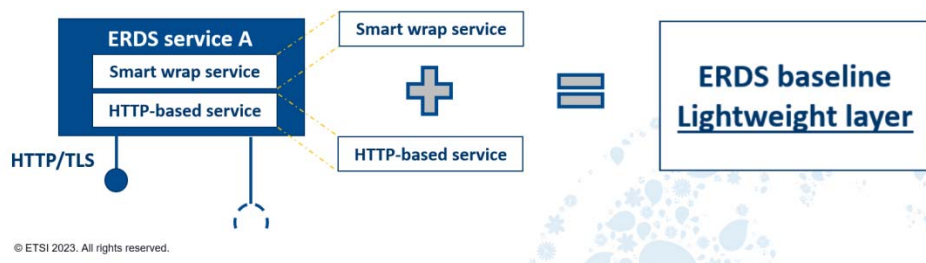 ERDS service A
Smart wrap service
HTTP-based service
HTTP/TLS
Smart wrap service
HTTP-based service
ERDS baseline
Lightweight layer
© ETSI 2023. All rights reserved.